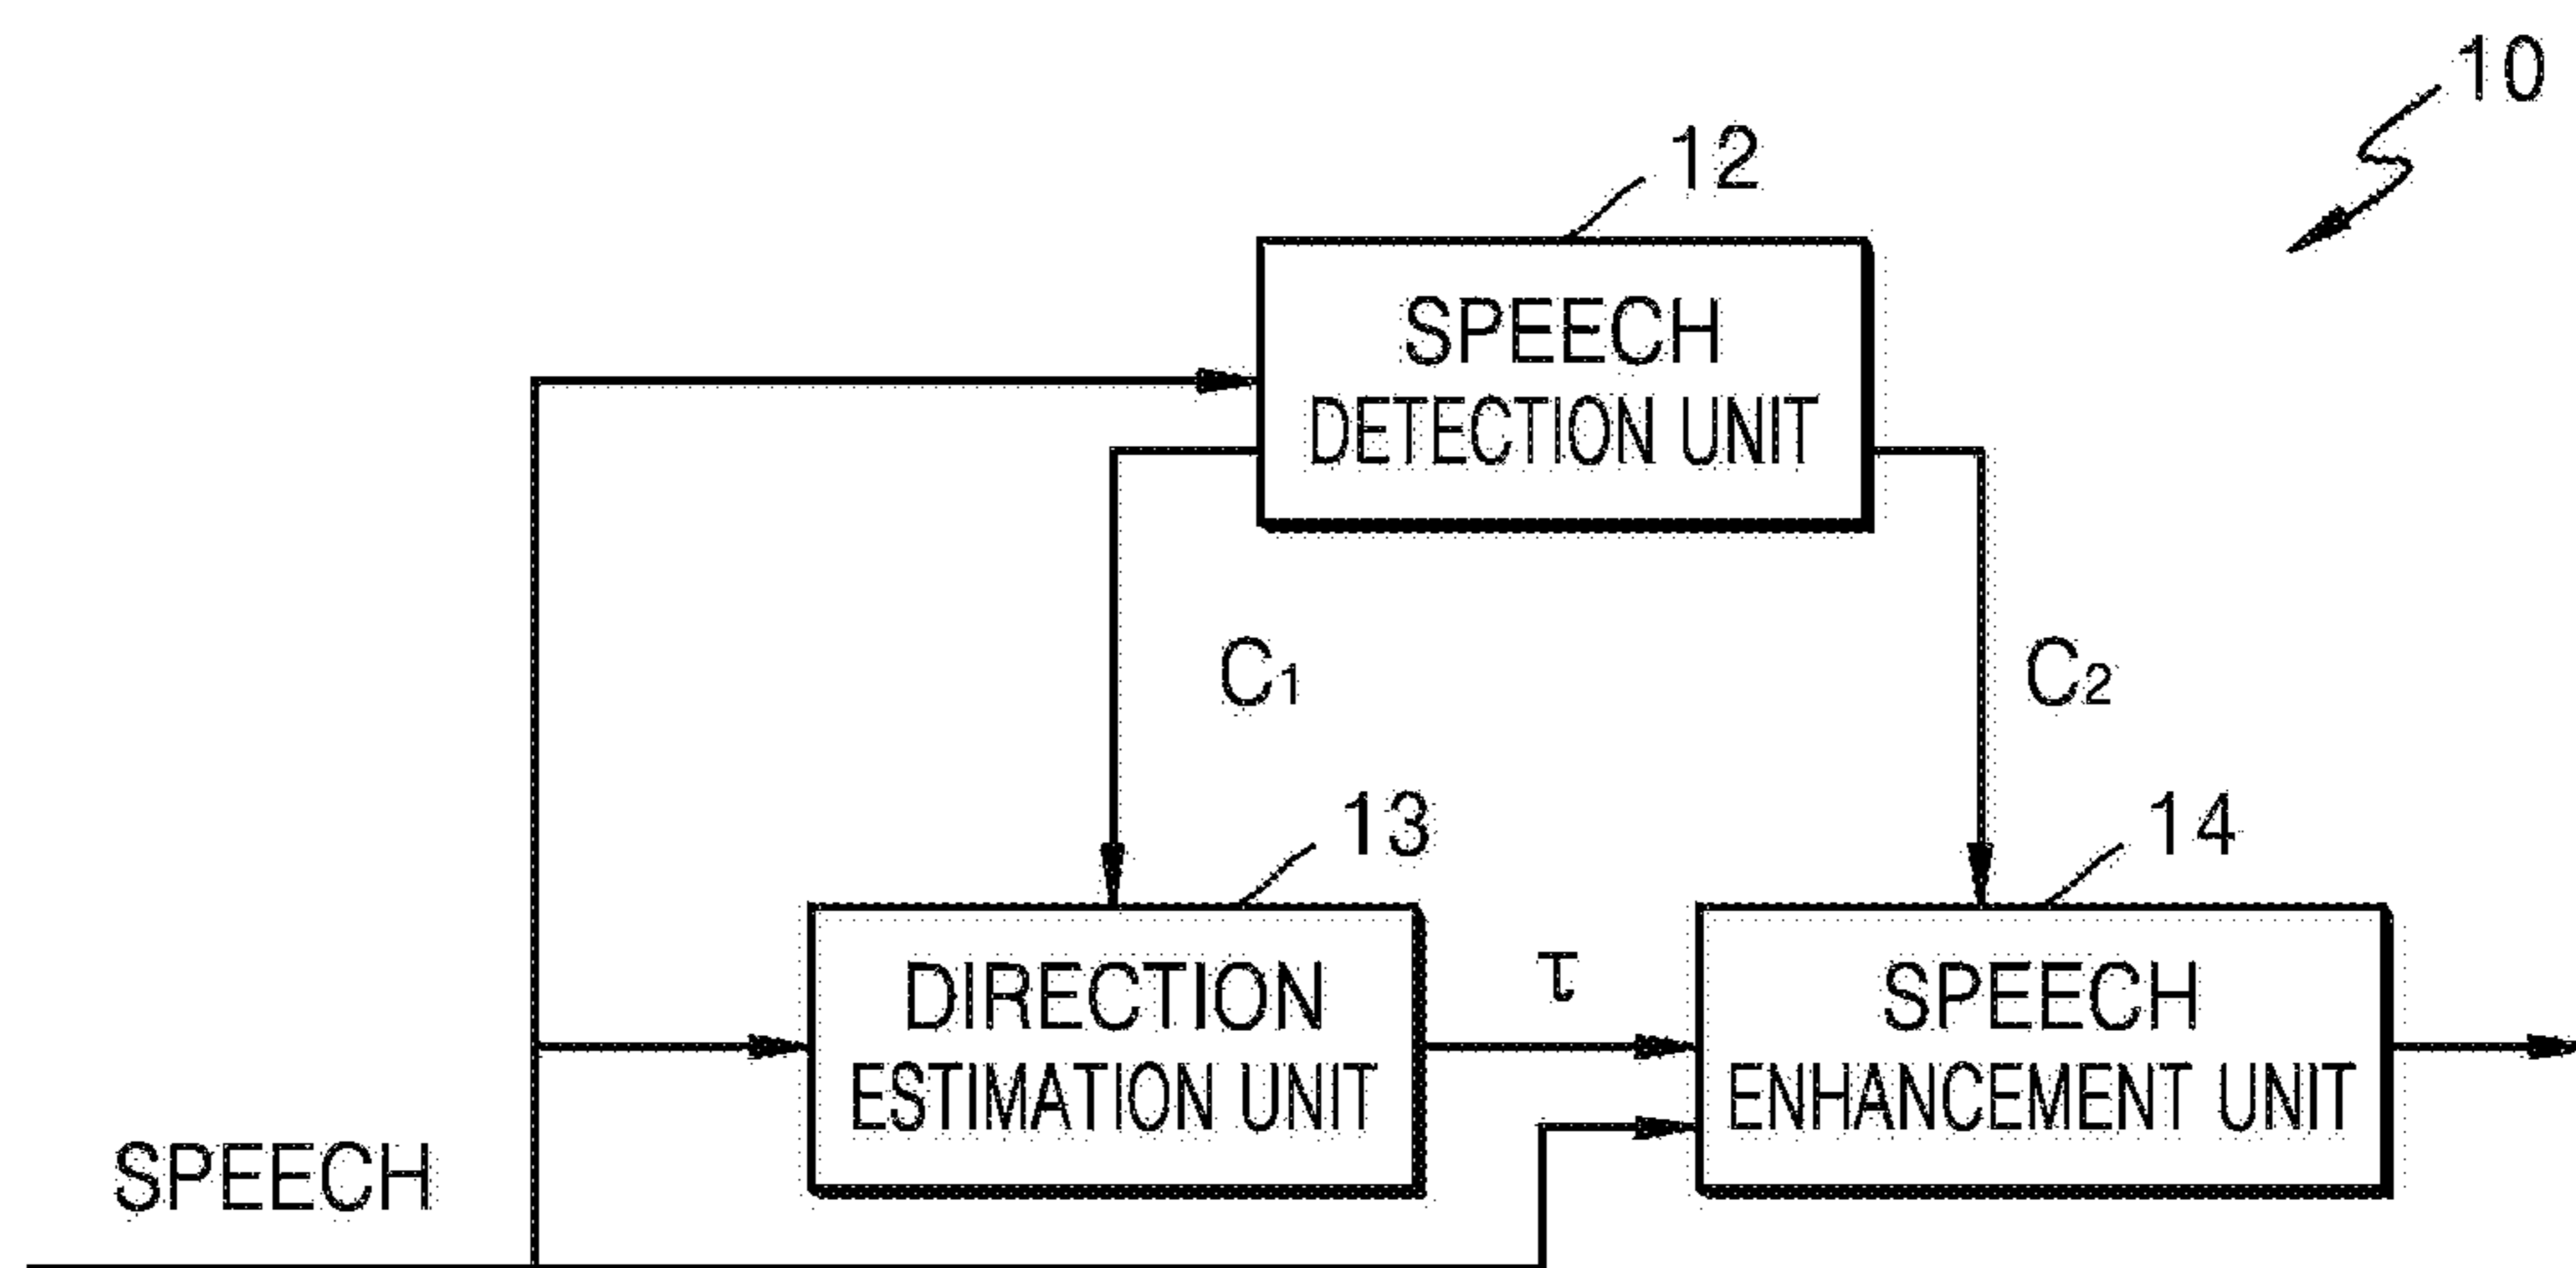 10
12
SPEECH
DETECTION UNIT
C1
C2
13
14
DIRECTION
ESTIMATION UNIT
τ
SPEECH
ENHANCEMENT UNIT
SPEECH